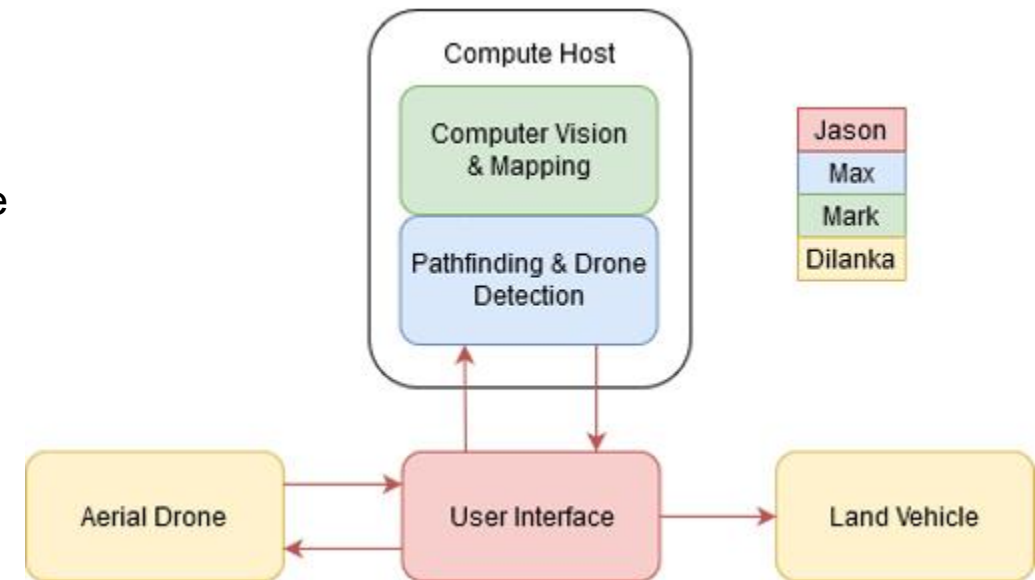 Compute Host
Computer Vision
& Mapping
Pathfinding & Drone
Detection
Jason
Max
Mark
Dilanka
e
Aerial Drone
User Interface
Land Vehicle